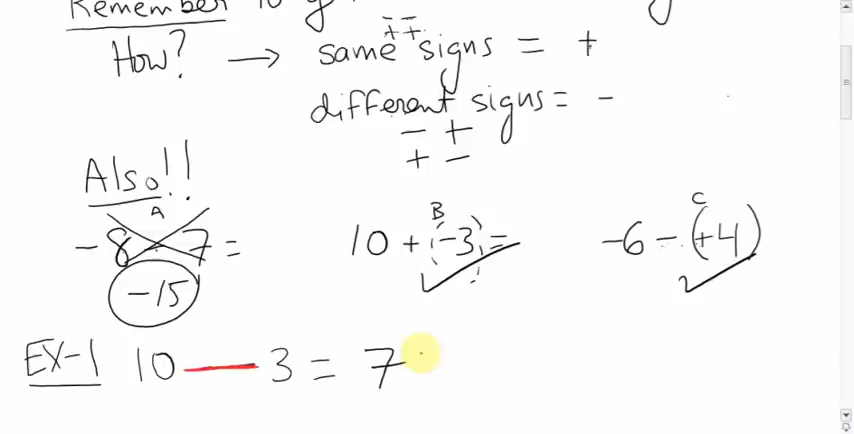 Remember to
-- ++
How? → same signs = +
different signs = -
- +
+ -
Also!!
A B C
-8 - 7 = 10 + (-3) = -6 - (+4)
-15
EX-1 10 — 3 = 7